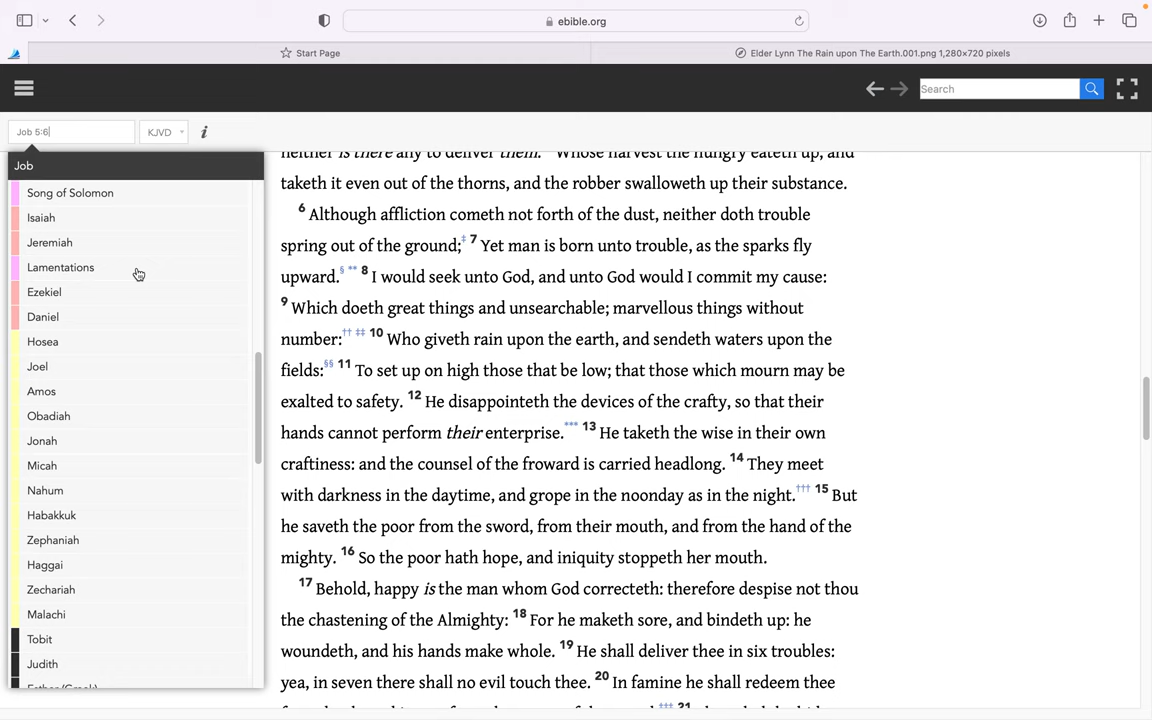 ebible.org
Start Page
Elder Lynn The Rain upon The Earth.001.png 1,280×720 pixels
Search
Job 5:6
KJVD
i
Job
Song of Solomon
Isaiah
Jeremiah
Lamentations
Ezekiel
Daniel
Hosea
Joel
Amos
Obadiah
Jonah
Micah
Nahum
Habakkuk
Zephaniah
Haggai
Zechariah
Malachi
Tobit
Judith
Esther (Greek)
neither is there any to deliver them. Whose harvest the hungry eateth up, and
taketh it even out of the thorns, and the robber swalloweth up their substance.
6 Although affliction cometh not forth of the dust, neither doth trouble
spring out of the ground;‡ 7 Yet man is born unto trouble, as the sparks fly
upward.§ ** 8 I would seek unto God, and unto God would I commit my cause:
9 Which doeth great things and unsearchable; marvellous things without
number:†† ‡‡ 10 Who giveth rain upon the earth, and sendeth waters upon the
fields:§§ 11 To set up on high those that be low; that those which mourn may be
exalted to safety. 12 He disappointeth the devices of the crafty, so that their
hands cannot perform their enterprise.*** 13 He taketh the wise in their own
craftiness: and the counsel of the froward is carried headlong. 14 They meet
with darkness in the daytime, and grope in the noonday as in the night.††† 15 But
he saveth the poor from the sword, from their mouth, and from the hand of the
mighty. 16 So the poor hath hope, and iniquity stoppeth her mouth.
17 Behold, happy is the man whom God correcteth: therefore despise not thou
the chastening of the Almighty: 18 For he maketh sore, and bindeth up: he
woundeth, and his hands make whole. 19 He shall deliver thee in six troubles:
yea, in seven there shall no evil touch thee. 20 In famine he shall redeem thee
‡‡‡ 21